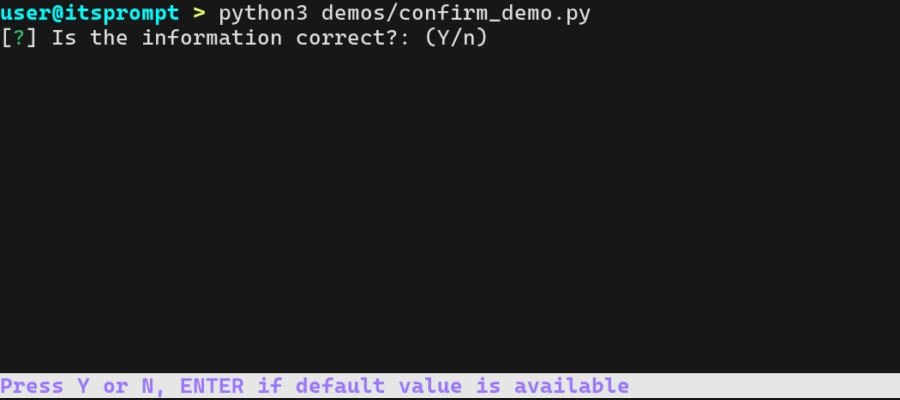 user@itsprompt > python3 demos/confirm_demo.py
[?] Is the information correct?: (Y/n)
Press Y or N, ENTER if default value is available